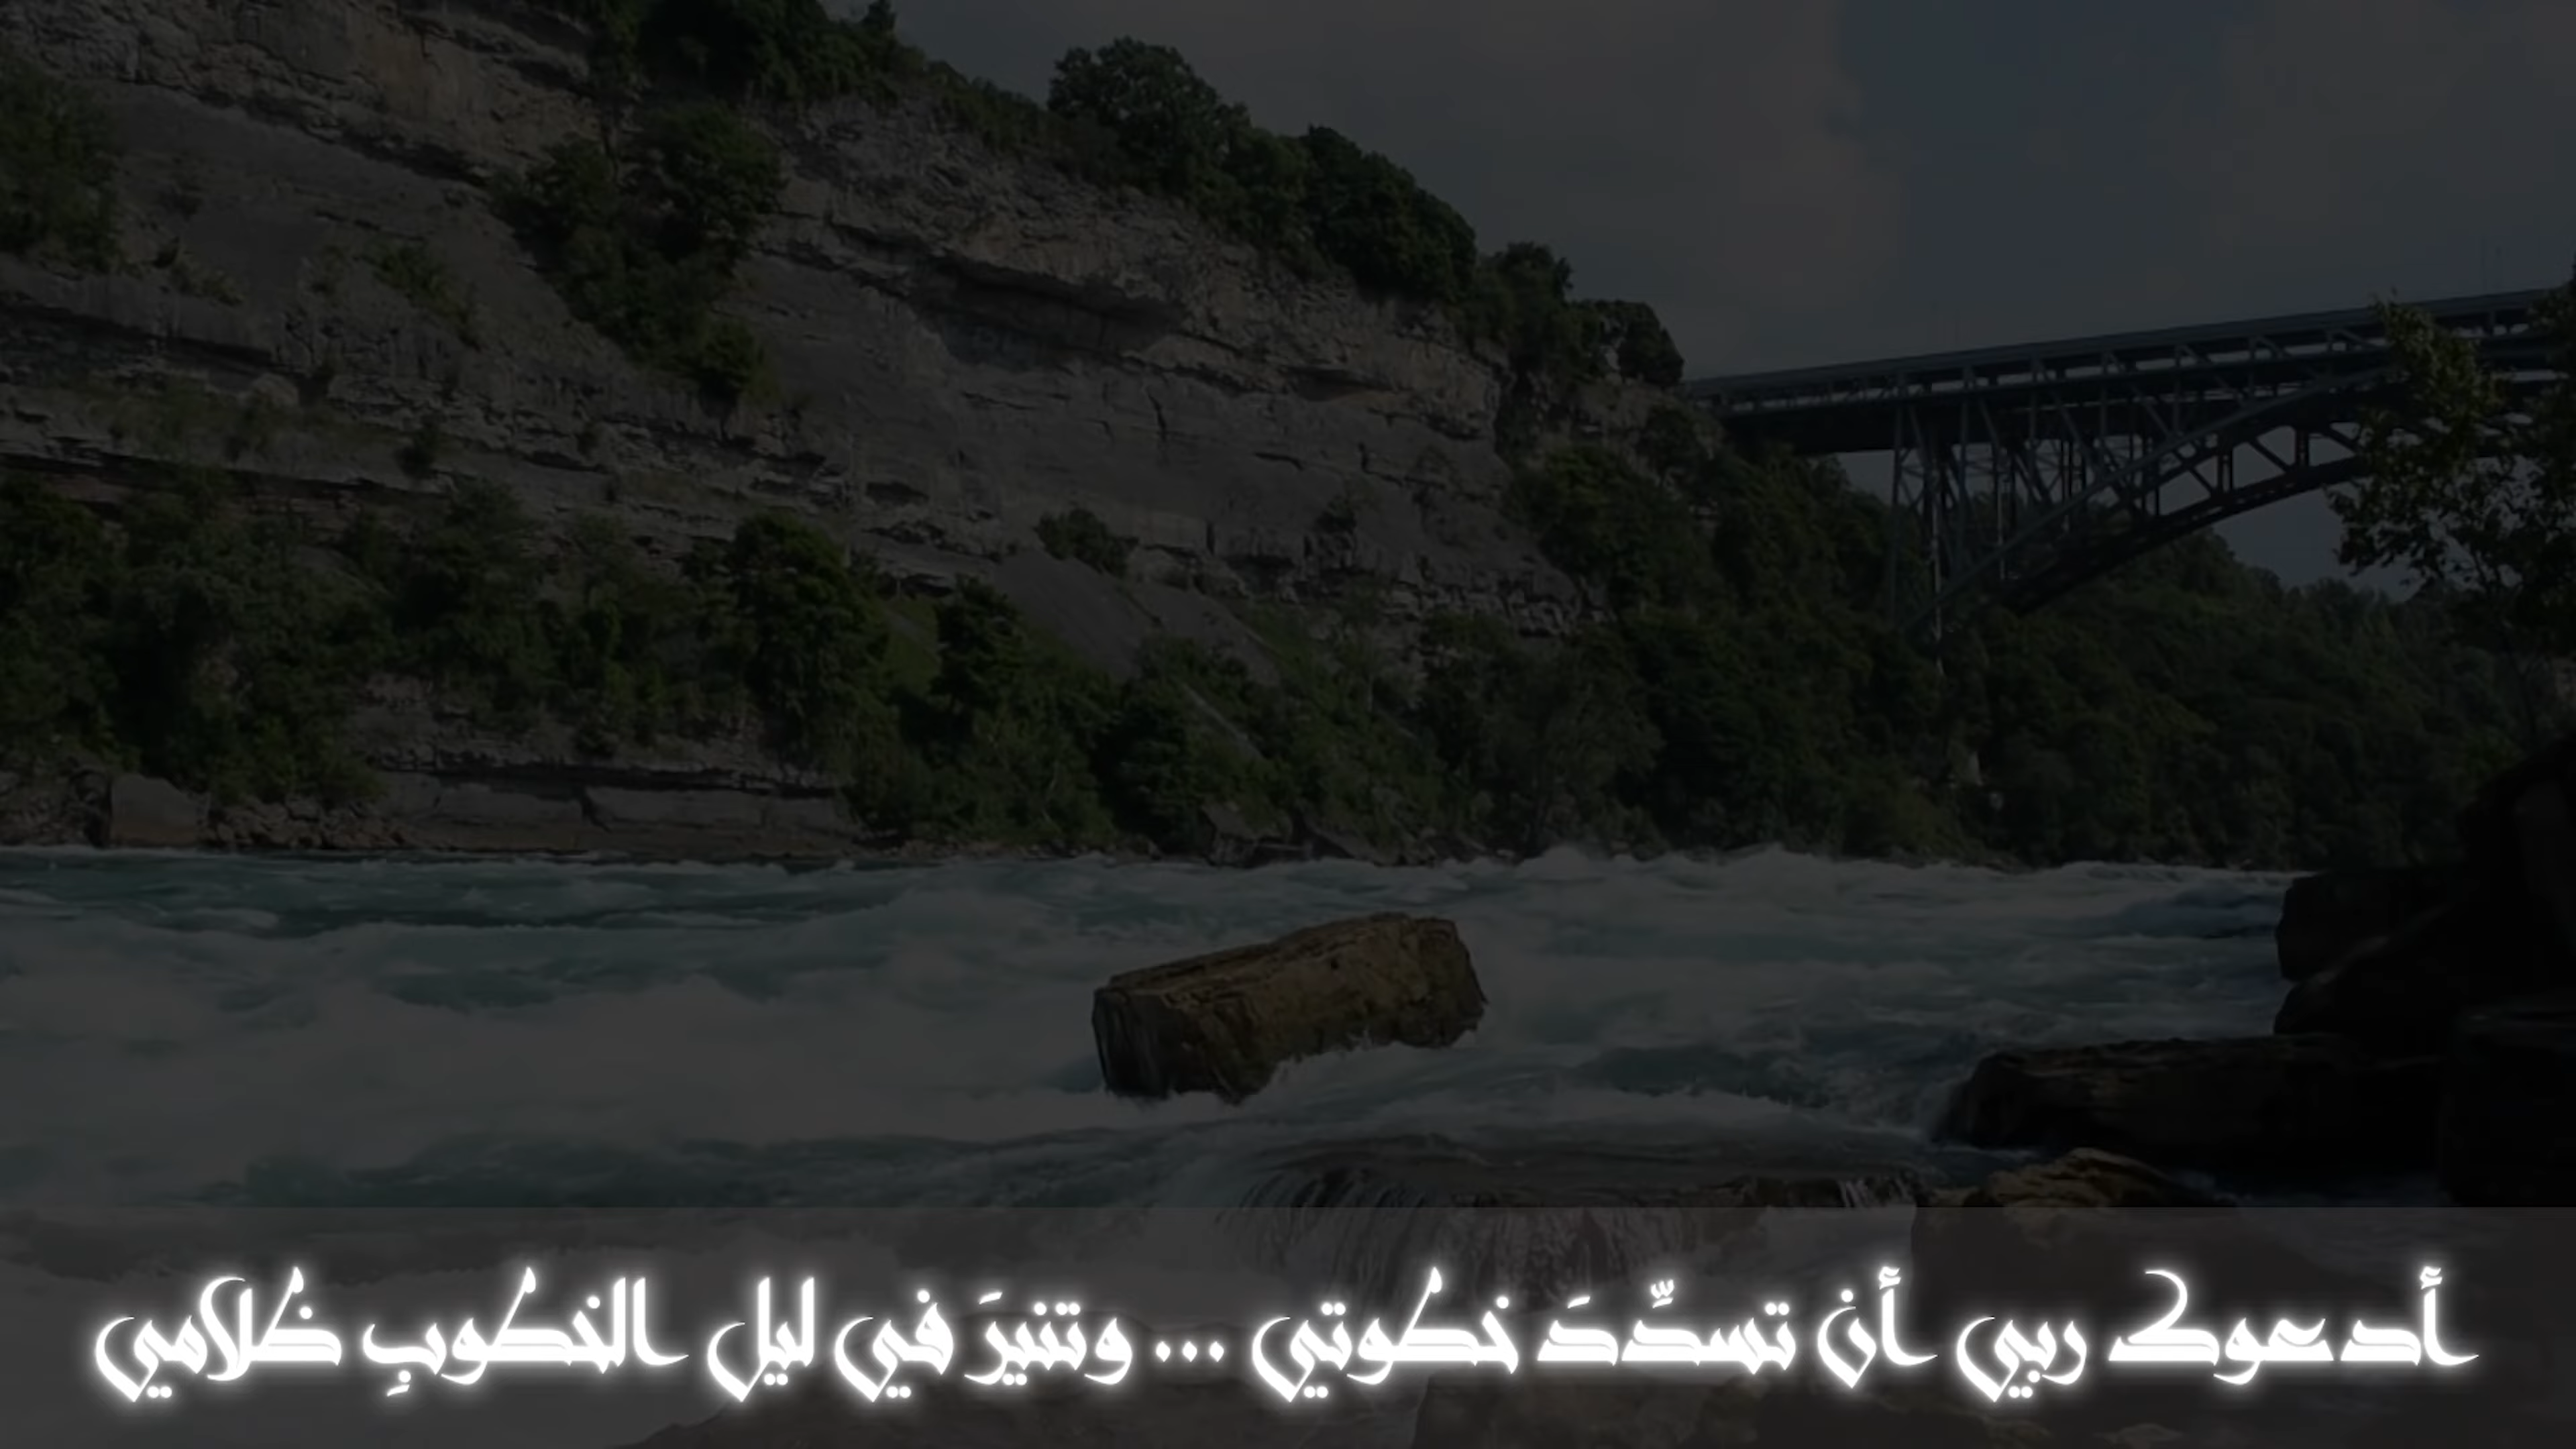 أدعوك ربي أن تسدِّدَ خطوتي ... وتنيرَ في ليل الخطوبِ ظلامي